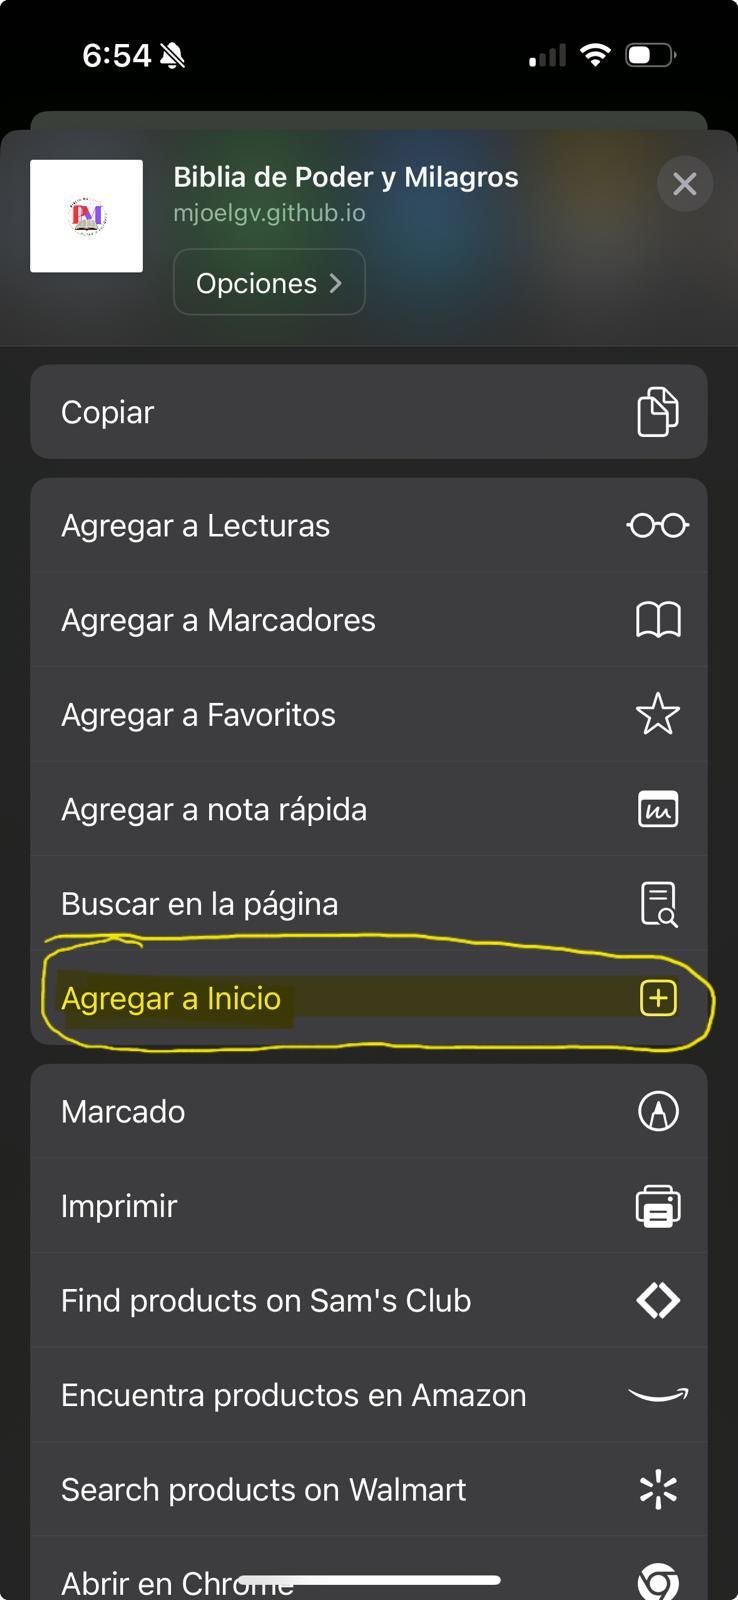 6:54
Biblia de Poder y Milagros
mjoelgv.github.io
Opciones
Copiar
Agregar a Lecturas
Agregar a Marcadores
Agregar a Favoritos
Agregar a nota rápida
Buscar en la página
Agregar a Inicio
Marcado
Imprimir
Find products on Sam's Club
Encuentra productos en Amazon
Search products on Walmart
Abrir en Chrome